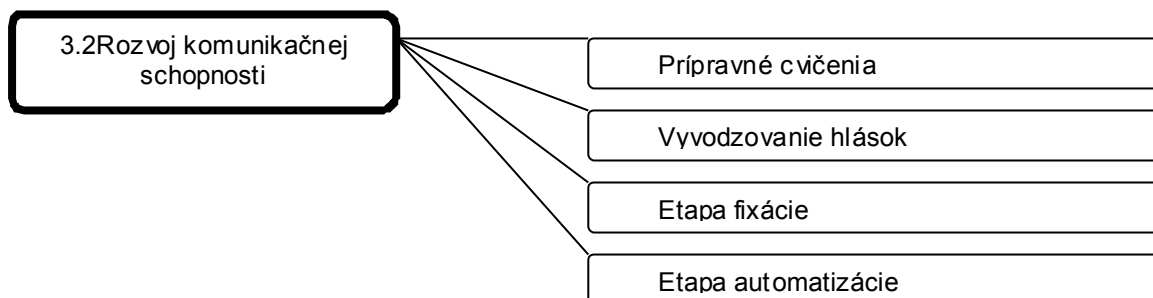 3.2Rozvoj komunikačnej
schopnosti
Prípravné cvičenia
Vyvodzovanie hlások
Etapa fixácie
Etapa automatizácie